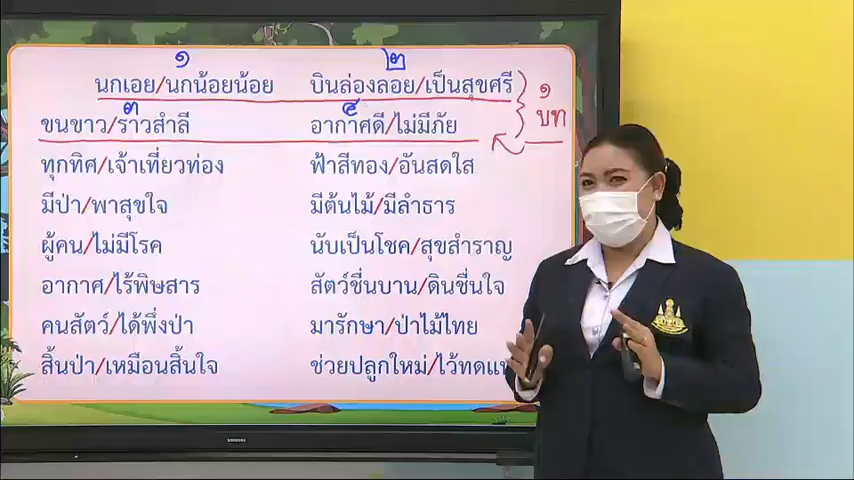 ๑ ๒
นกเอย/นกน้อยน้อย บินล่องลอย/เป็นสุขศรี
๓ ๔ ๑
ขนขาว/ราวสำลี อากาศดี/ไม่มีภัย บท
ทุกทิศ/เจ้าเที่ยวท่อง ฟ้าสีทอง/อันสดใส
มีป่า/พาสุขใจ มีต้นไม้/มีลำธาร
ผู้คน/ไม่มีโรค นับเป็นโชค/สุขสำราญ
อากาศ/ไร้พิษสาร สัตว์ชื่นบาน/ดินชื่นใจ
คนสัตว์/ได้พึ่งป่า มารักษา/ป่าไม้ไทย
สิ้นป่า/เหมือนสิ้นใจ ช่วยปลูกใหม่/ไว้
SAMSUNG